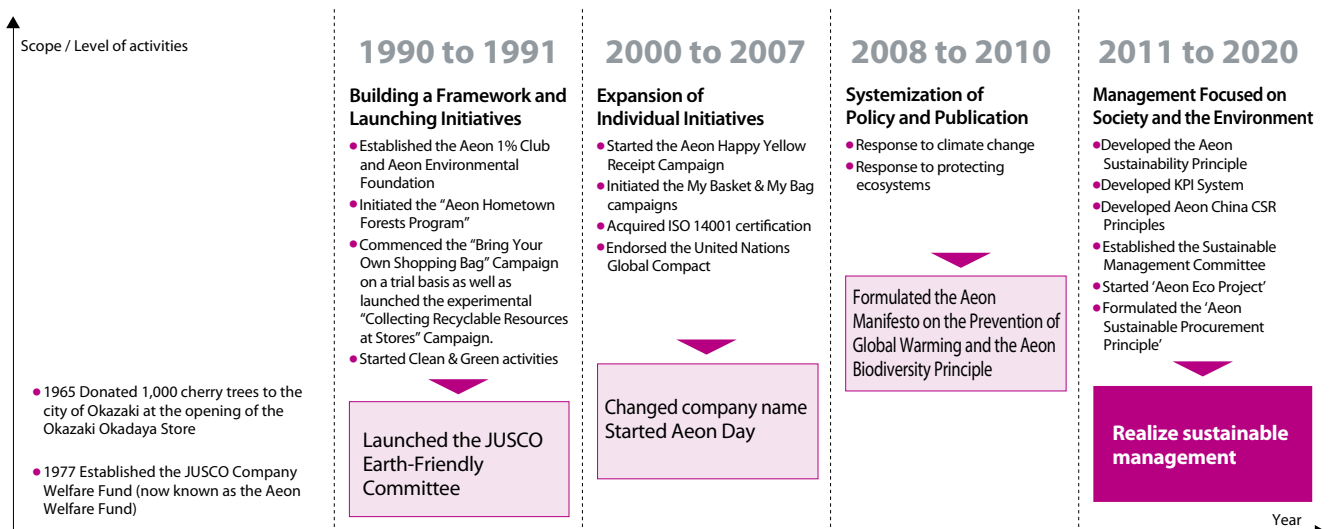 Scope / Level of activities
● 1965 Donated 1,000 cherry trees to the
city of Okazaki at the opening of the
Okazaki Okadaya Store
● 1977 Established the JUSCO Company
Welfare Fund (now known as the Aeon
Welfare Fund)
1990 to 1991
Building a Framework and
Launching Initiatives
● Established the Aeon 1% Club
and Aeon Environmental
Foundation
● Initiated the “Aeon Hometown
Forests Program”
● Commenced the “Bring Your
Own Shopping Bag” Campaign
on a trial basis as well as
launched the experimental
“Collecting Recyclable Resources
at Stores” Campaign.
● Started Clean & Green activities
Launched the JUSCO
Earth-Friendly
Committee
2000 to 2007
Expansion of
Individual Initiatives
● Started the Aeon Happy Yellow
Receipt Campaign
● Initiated the My Basket & My Bag
campaigns
● Acquired ISO 14001 certification
● Endorsed the United Nations
Global Compact
Changed company name
Started Aeon Day
2008 to 2010
Systemization of
Policy and Publication
● Response to climate change
● Response to protecting
ecosystems
Formulated the Aeon
Manifesto on the Prevention of
Global Warming and the Aeon
Biodiversity Principle
2011 to 2020
Management Focused on
Society and the Environment
● Developed the Aeon
Sustainability Principle
● Developed KPI System
● Developed Aeon China CSR
Principles
● Established the Sustainable
Management Committee
● Started ‘Aeon Eco Project’
● Formulated the ‘Aeon
Sustainable Procurement
Principle’
Realize sustainable
management
Year